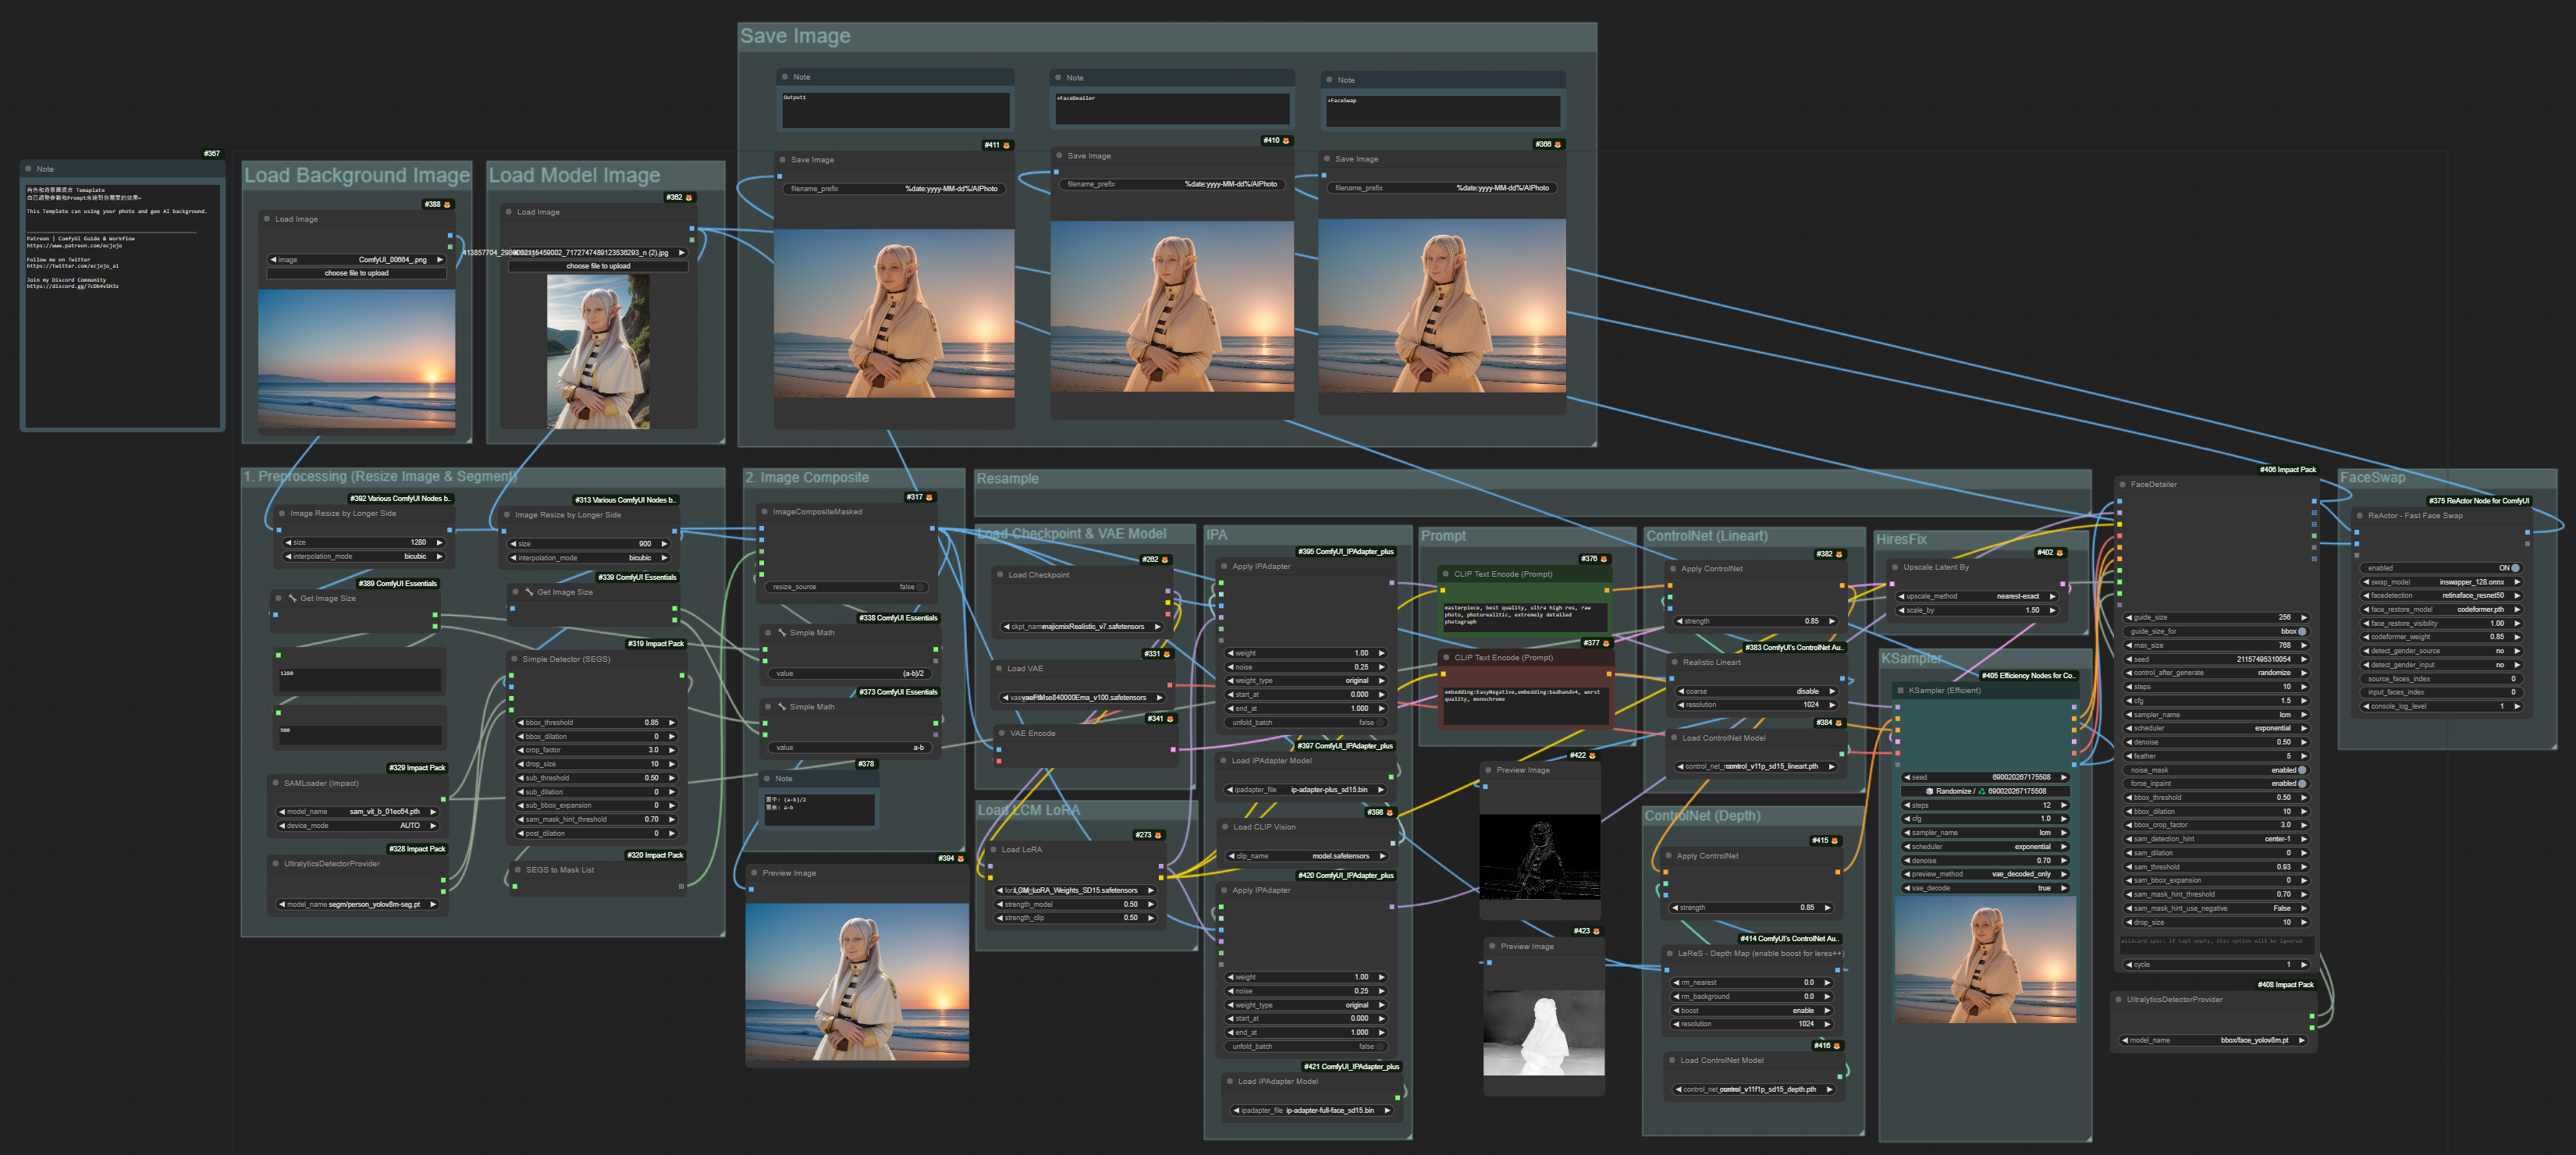 Save Image
Note
Output1
Note
+FaceDeailer
Note
+FaceSwap
#411
Save Image
filename_prefix %date:yyyy-MM-dd%/AIPhoto
#410
Save Image
filename_prefix %date:yyyy-MM-dd%/AIPhoto
#366
Save Image
filename_prefix %date:yyyy-MM-dd%/AIPhoto
#367
Note
This Template can using your photo and gen AI background.
Patreon | ComfyUI Guide & Workflow
https://www.patreon.com/ecjojo
Follow me on Twitter
https://twitter.com/ecjojo_ai
Join my Discord Community
Load Background Image
#388
Load Image
image ComfyUI_00664_.png
choose file to upload
Load Model Image
#362
Load Image
choose file to upload
1. Preprocessing (Resize Image & Segment)
#392 Various ComfyUI Nodes b..
Image Resize by Longer Side
size 1280
interpolation_mode bicubic
#389 ComfyUI Essentials
Get Image Size
1280
900
#329 Impact Pack
SAMLoader (Impact)
model_name sam_vit_b_01ec64.pth
device_mode AUTO
#328 Impact Pack
UltralyticsDetectorProvider
model_name segm/person_yolov8m-seg.pt
#313 Various ComfyUI Nodes b..
Image Resize by Longer Side
size 900
interpolation_mode bicubic
#339 ComfyUI Essentials
Get Image Size
#319 Impact Pack
Simple Detector (SEGS)
bbox_threshold 0.85
bbox_dilation 0
crop_factor 3.0
drop_size 10
sub_threshold 0.50
sub_dilation 0
sub_bbox_expansion 0
sam_mask_hint_threshold 0.70
post_dilation 0
#320 Impact Pack
SEGS to Mask List
2. Image Composite
#317
ImageCompositeMasked
resize_source false
#338 ComfyUI Essentials
Simple Math
value (a-b)/2
#373 ComfyUI Essentials
Simple Math
value a-b
#378
Note
置中: (a-b)/2
置底: a-b
#394
Preview Image
Resample
Load Checkpoint & VAE Model
#262
Load Checkpoint
ckpt_name majicmixRealistic_v7.safetensors
#331
Load VAE
vaeFtMse840000Ema_v100.safetensors
#341
VAE Encode
Load LCM LoRA
#273
Load LoRA
LCM_LoRA_Weights_SD15.safetensors
strength_model 0.50
strength_clip 0.50
IPA
#395 ComfyUI_IPAdapter_plus
Apply IPAdapter
weight 1.00
noise 0.25
weight_type original
start_at 0.000
end_at 1.000
unfold_batch false
#397 ComfyUI_IPAdapter_plus
Load IPAdapter Model
ipadapter_file ip-adapter-plus_sd15.bin
#398
Load CLIP Vision
clip_name model.safetensors
#420 ComfyUI_IPAdapter_plus
Apply IPAdapter
weight 1.00
noise 0.25
weight_type original
start_at 0.000
end_at 1.000
unfold_batch false
#421 ComfyUI_IPAdapter_plus
Load IPAdapter Model
ipadapter_file ip-adapter-full-face_sd15.bin
Prompt
#376
CLIP Text Encode (Prompt)
masterpiece, best quality, ultra high res, raw
photo, photorealistic, extremely detailed
photograph
#377
CLIP Text Encode (Prompt)
embedding:EasyNegative,embedding:badhandv4, worst
quality, monochrome
#422
Preview Image
#423
Preview Image
ControlNet (Lineart)
#382
Apply ControlNet
strength 0.85
#383 ComfyUI's ControlNet Au..
Realistic Lineart
coarse disable
resolution 1024
#384
Load ControlNet Model
control_v11p_sd15_lineart.pth
ControlNet (Depth)
#415
Apply ControlNet
strength 0.85
#414 ComfyUI's ControlNet Au..
LeReS - Depth Map (enable boost for leres++)
rm_nearest 0.0
rm_background 0.0
boost enable
resolution 1024
#416
Load ControlNet Model
control_v11f1p_sd15_depth.pth
HiresFix
#402
Upscale Latent By
upscale_method nearest-exact
scale_by 1.50
KSampler
#405 Efficiency Nodes for Co..
KSampler (Efficient)
seed 690020267175508
Randomize / 690020267175508
steps 12
cfg 1.0
sampler_name lcm
scheduler exponential
denoise 0.70
preview_method vae_decoded_only
vae_decode true
#406 Impact Pack
FaceDetailer
guide_size 256
guide_size_for bbox
max_size 768
seed 21157495310054
control_after_generate randomize
steps 10
cfg 1.5
sampler_name lcm
scheduler exponential
denoise 0.50
feather 5
noise_mask enabled
force_inpaint enabled
bbox_threshold 0.50
bbox_dilation 10
bbox_crop_factor 3.0
sam_detection_hint center-1
sam_dilation 0
sam_threshold 0.93
sam_bbox_expansion 0
sam_mask_hint_threshold 0.70
sam_mask_hint_use_negative False
drop_size 10
wildcard spec: if kept empty, this option will be ignored
cycle 1
#408 Impact Pack
UltralyticsDetectorProvider
model_name bbox/face_yolov8m.pt
FaceSwap
#375 ReActor Node for ComfyUI
ReActor - Fast Face Swap
enabled ON
swap_model inswapper_128.onnx
facedetection retinaface_resnet50
face_restore_model codeformer.pth
face_restore_visibility 1.00
codeformer_weight 0.85
detect_gender_source no
detect_gender_input no
source_faces_index 0
input_faces_index 0
console_log_level 1